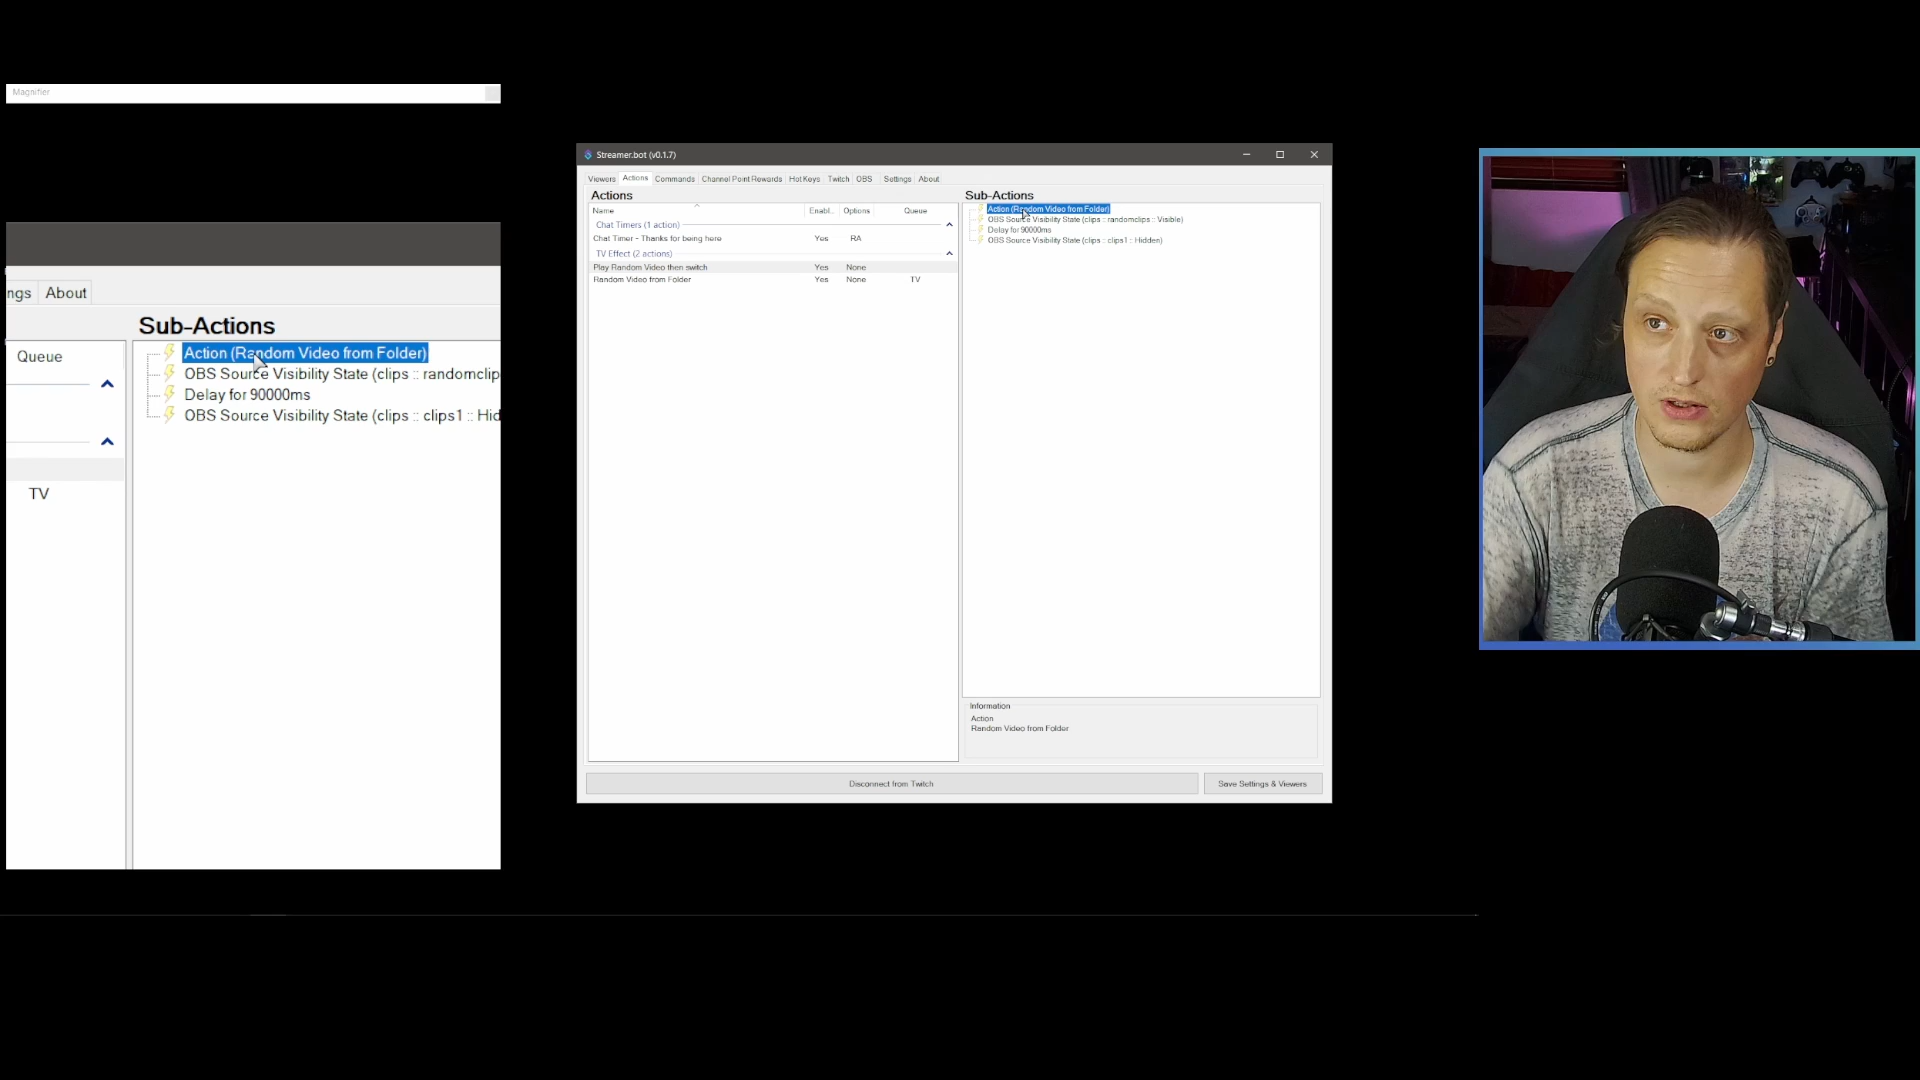 Magnifier
ngs About
Sub-Actions
Queue
Action (Random Video from Folder)
OBS Source Visibility State (clips :: randomclip
Delay for 90000ms
OBS Source Visibility State (clips :: clips1 :: Hid
TV
Streamer.bot (v0.1.7)
Viewers Actions Commands Channel Point Rewards Hot Keys Twitch OBS Settings About
Actions
Name Enabl... Options Queue
Chat Timers (1 action)
Chat Timer - Thanks for being here Yes RA
TV Effect (2 actions)
Play Random Video then switch Yes None
Random Video from Folder Yes None TV
Sub-Actions
Action (Random Video from Folder)
OBS Source Visibility State (clips :: randomclips :: Visible)
Delay for 90000ms
OBS Source Visibility State (clips :: clips1 :: Hidden)
Information
Action
Random Video from Folder
Disconnect from Twitch
Save Settings & Viewers